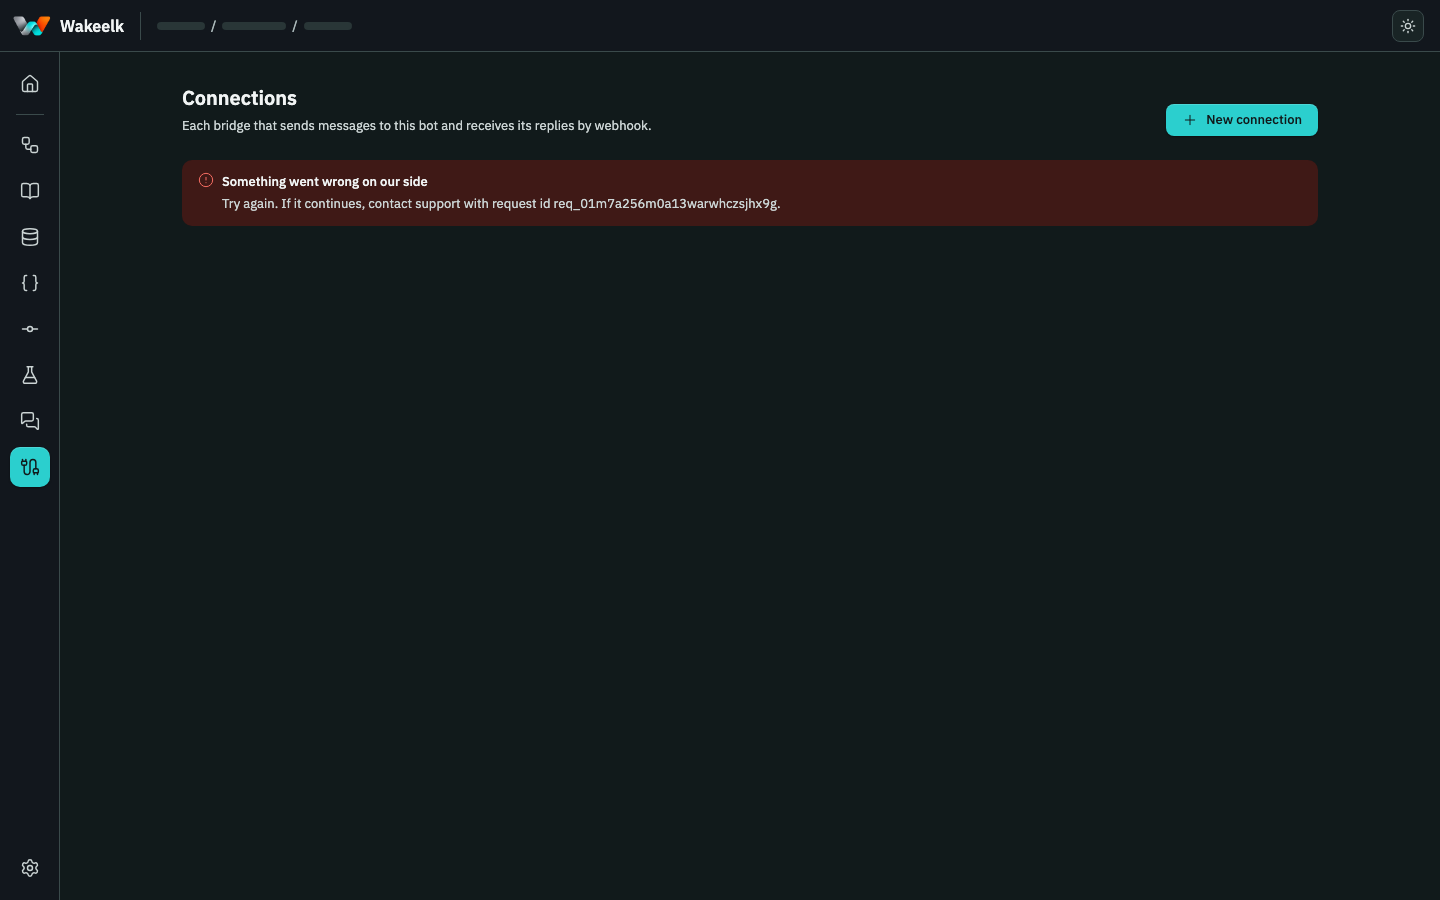 Wakeelk
/ /
Connections
Each bridge that sends messages to this bot and receives its replies by webhook.
New connection
Something went wrong on our side
Try again. If it continues, contact support with request id req_01m7a256m0a13warwhczsjhx9g.